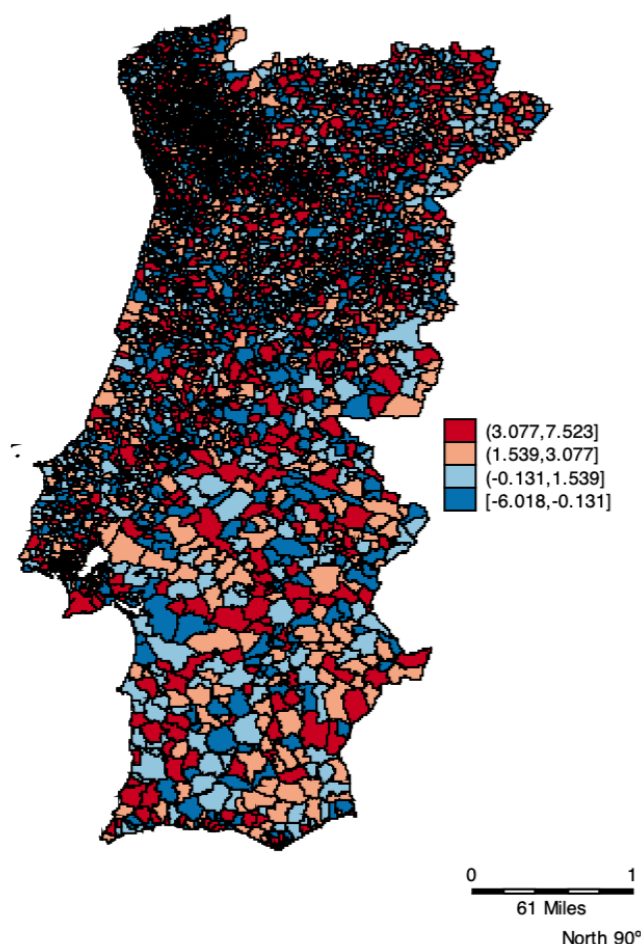 (3.077,7.523]
(1.539,3.077]
(-0.131,1.539]
[-6.018,-0.131]
0 1
61 Miles
North 90°